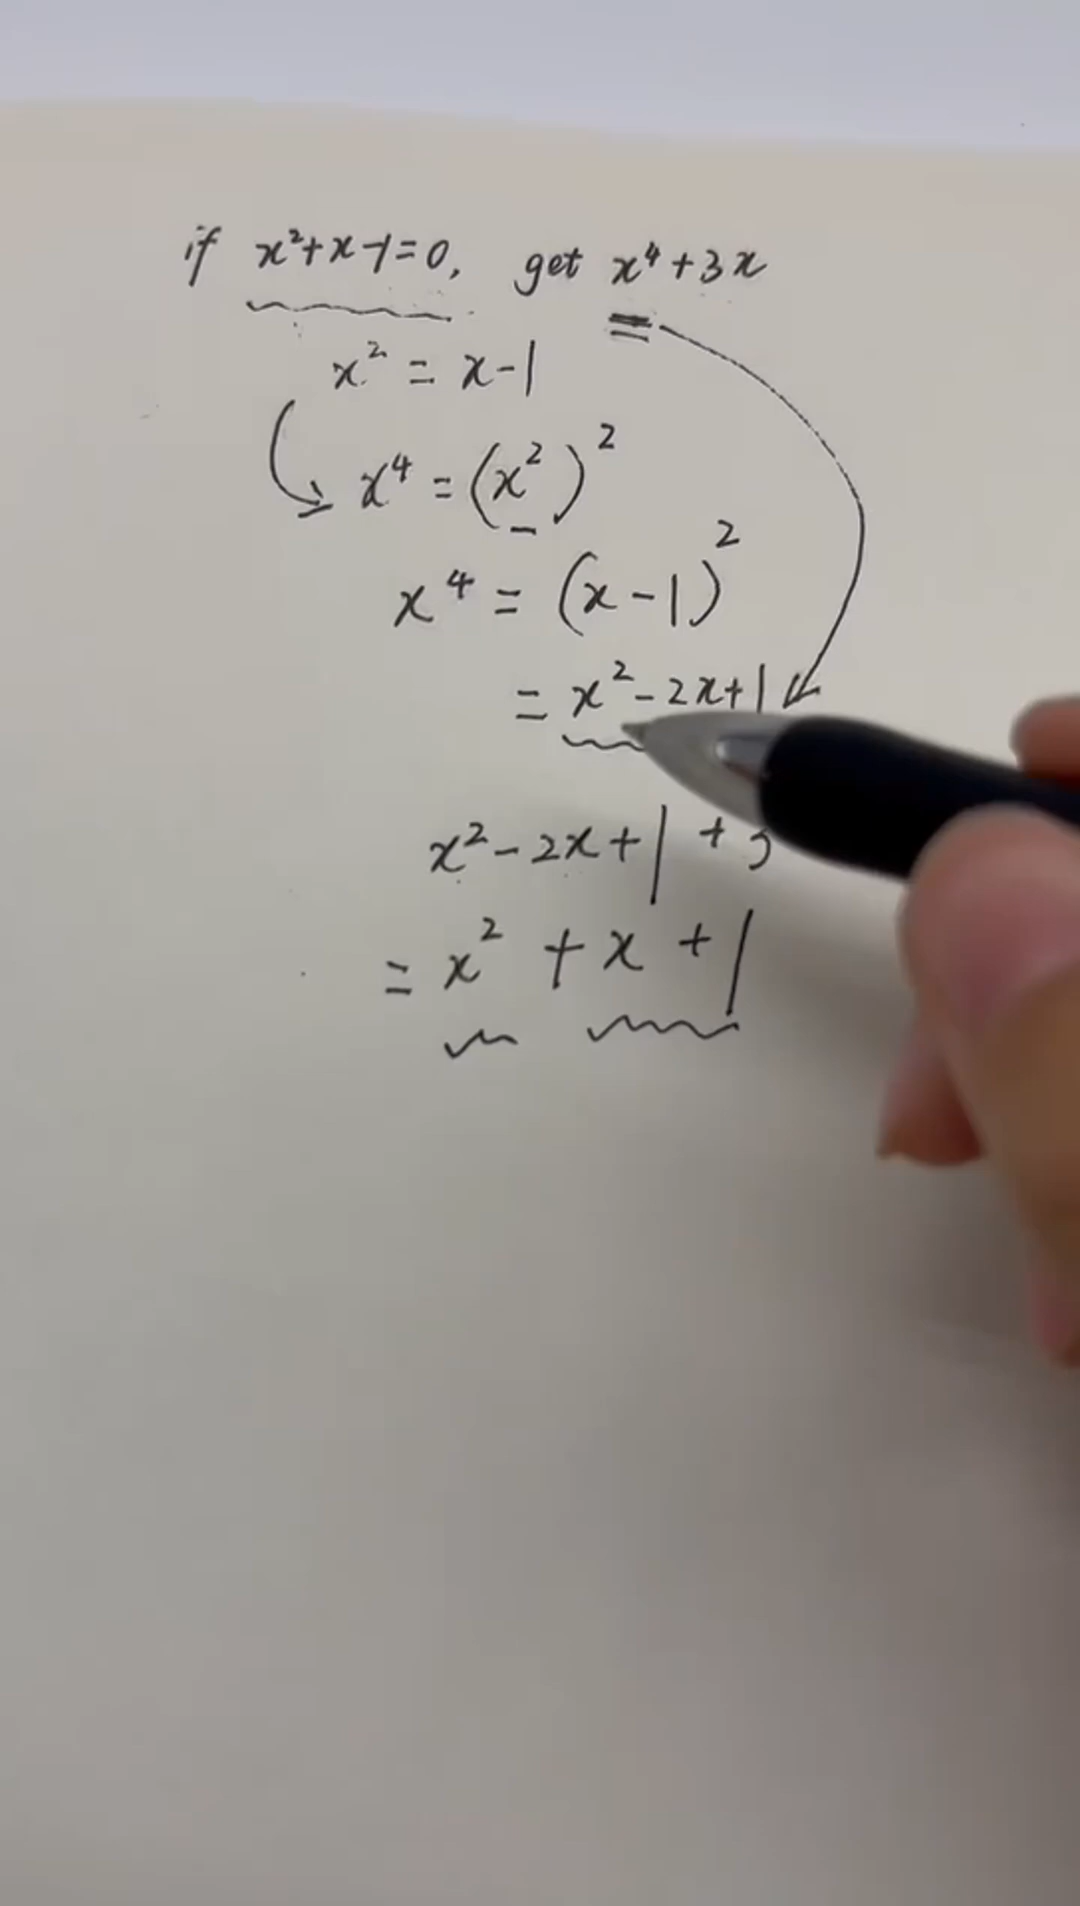 if x²+x-1=0, get x⁴+3x
x² = x-1
x⁴ = (x²)²
x⁴ = (x-1)²
= x²-2x+1
x²-2x+1 +3
= x² + x + 1